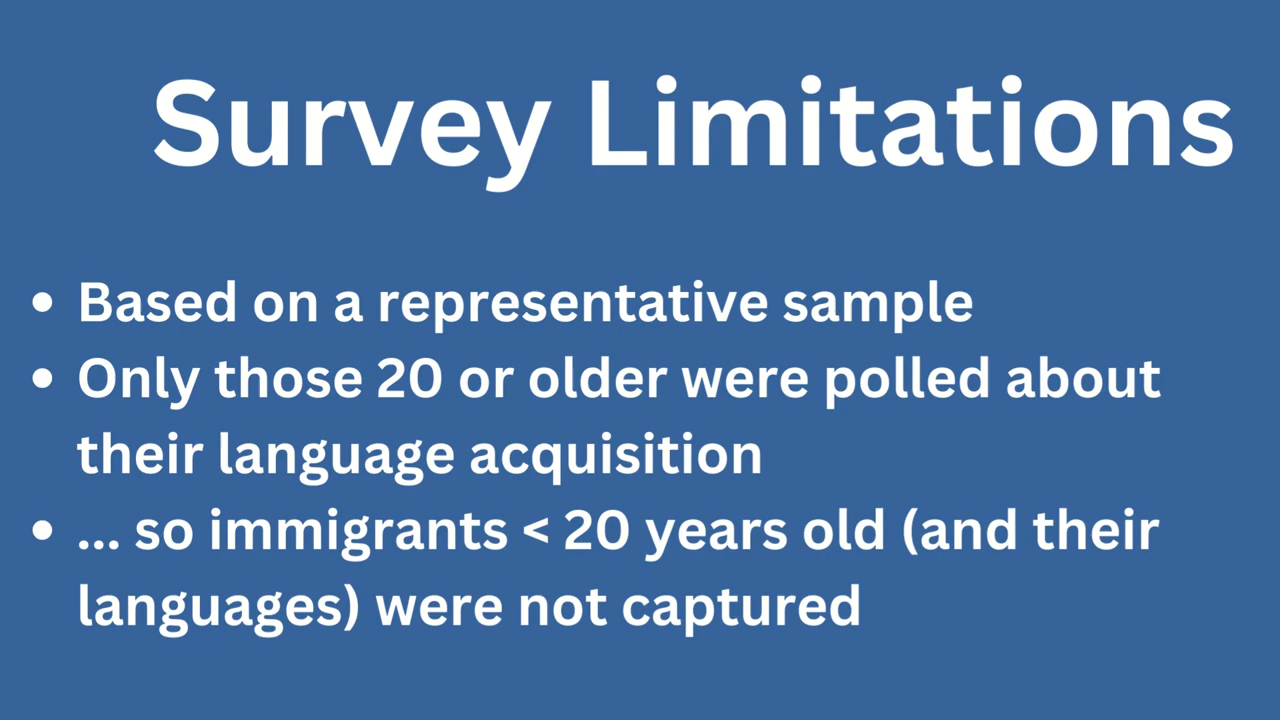 Survey Limitations
• Based on a representative sample
• Only those 20 or older were polled about
their language acquisition
• ... so immigrants < 20 years old (and their
languages) were not captured